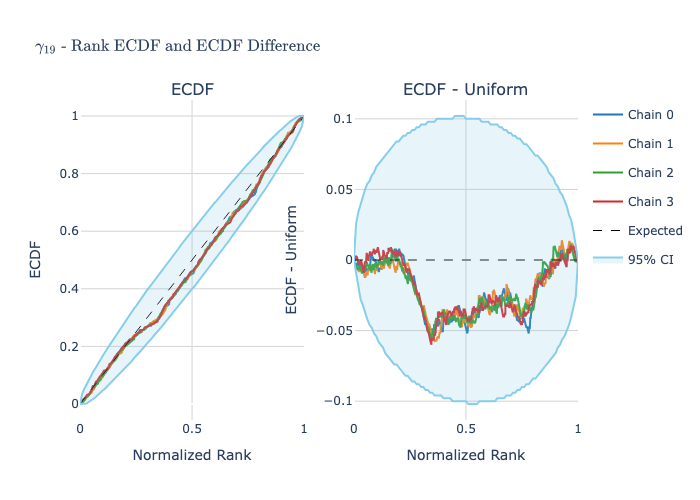 γ19 - Rank ECDF and ECDF Difference
ECDF
ECDF - Uniform
ECDF
1
0.8
0.6
0.4
0.2
0
0
0.5
1
Normalized Rank
ECDF - Uniform
0.1
0.05
0
−0.05
−0.1
0
0.5
1
Normalized Rank
Chain 0
Chain 1
Chain 2
Chain 3
Expected
95% CI